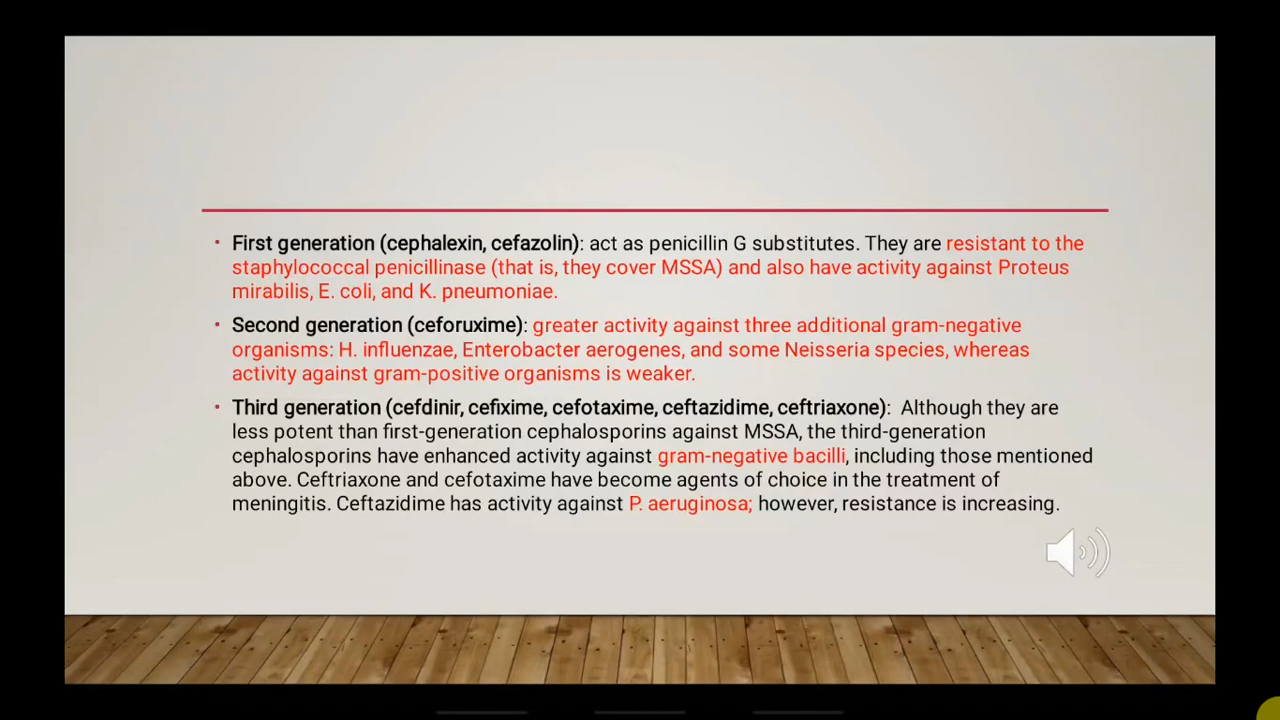 • First generation (cephalexin, cefazolin): act as penicillin G substitutes. They are resistant to the
staphylococcal penicillinase (that is, they cover MSSA) and also have activity against Proteus
mirabilis, E. coli, and K. pneumoniae.
• Second generation (ceforuxime): greater activity against three additional gram-negative
organisms: H. influenzae, Enterobacter aerogenes, and some Neisseria species, whereas
activity against gram-positive organisms is weaker.
• Third generation (cefdinir, cefixime, cefotaxime, ceftazidime, ceftriaxone): Although they are
less potent than first-generation cephalosporins against MSSA, the third-generation
cephalosporins have enhanced activity against gram-negative bacilli, including those mentioned
above. Ceftriaxone and cefotaxime have become agents of choice in the treatment of
meningitis. Ceftazidime has activity against P. aeruginosa; however, resistance is increasing.